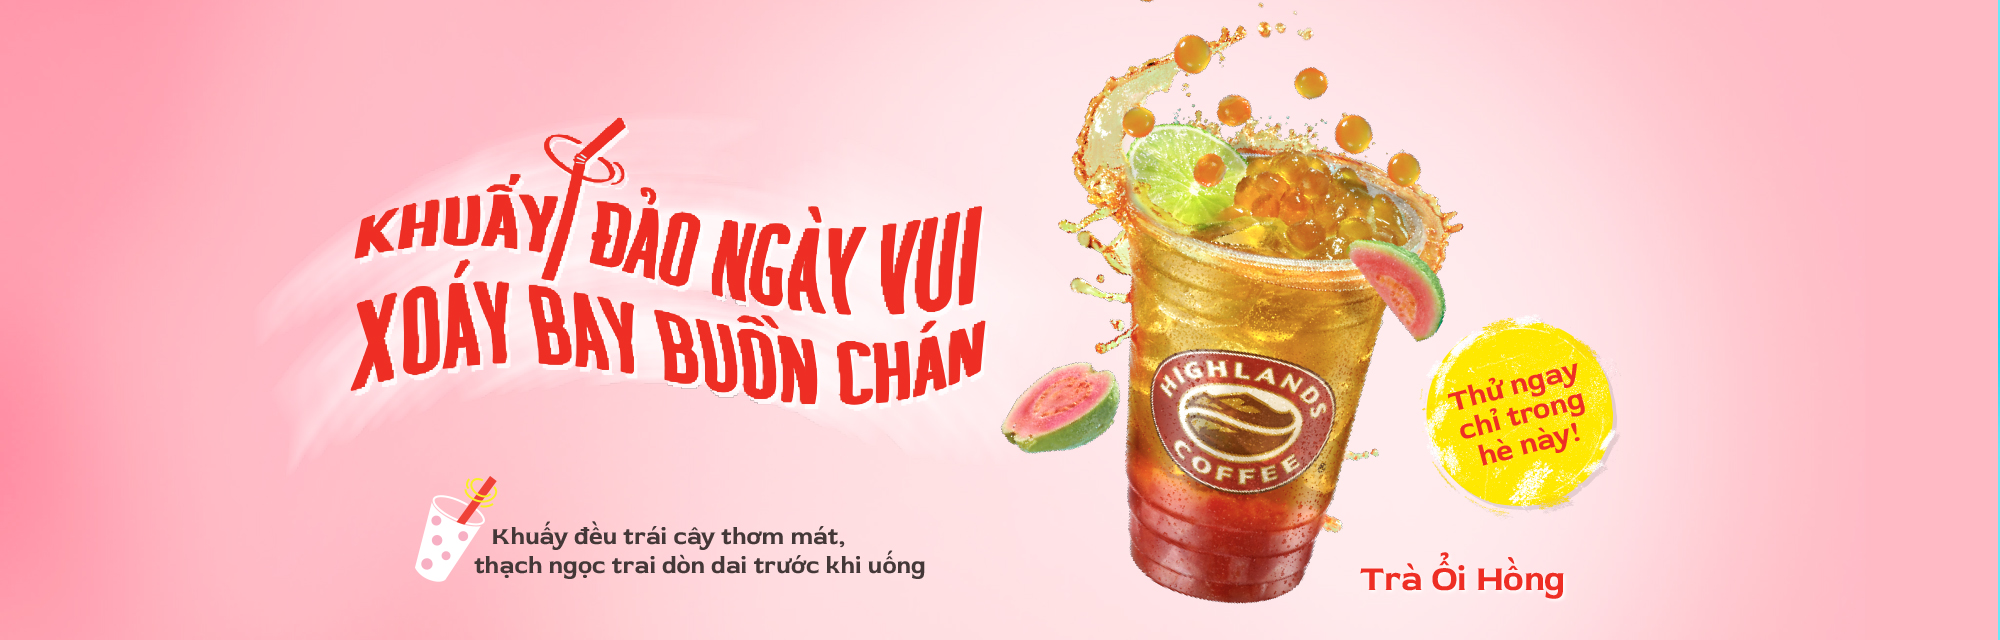 KHUẤY ĐẢO NGÀY VUI
XOÁY BAY BUỒN CHÁN
Khuấy đều trái cây thơm mát,
thạch ngọc trai dòn dai trước khi uống
HIGHLANDS
COFFEE
Thử ngay
chỉ trong
hè này!
Trà Ổi Hồng